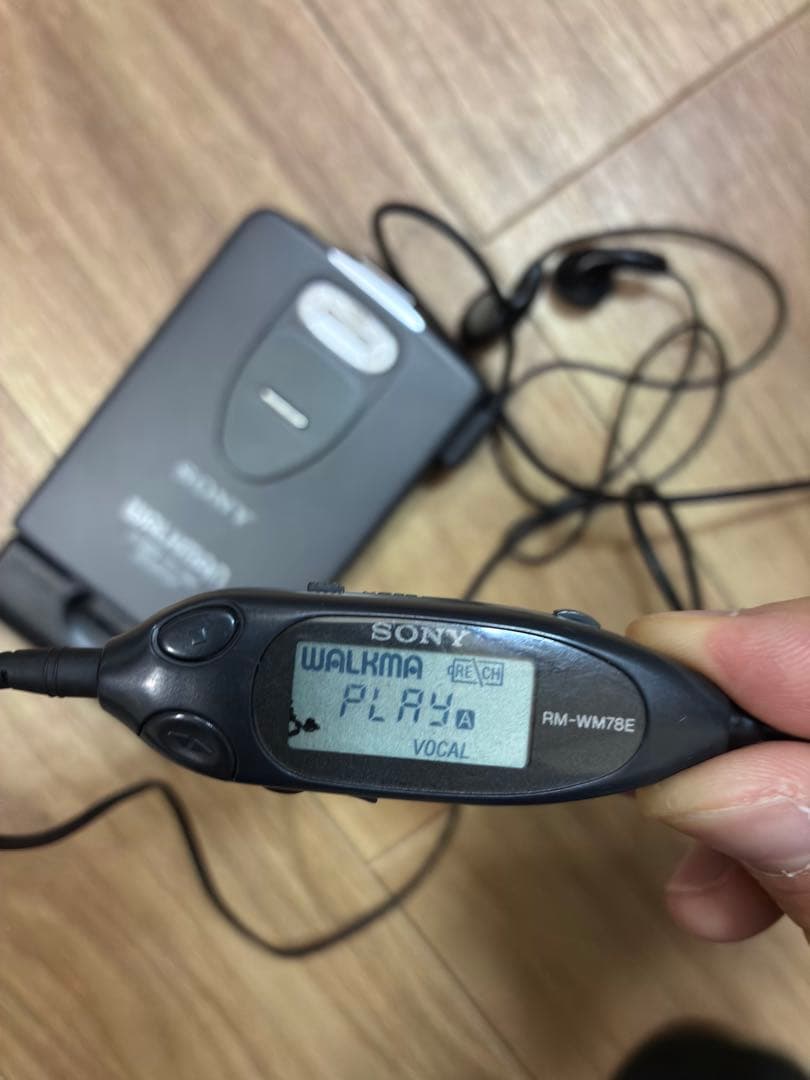 SONY
WALKMAN
SONY
WALKMA
RE CH
PLAY A
VOCAL
RM-WM78E